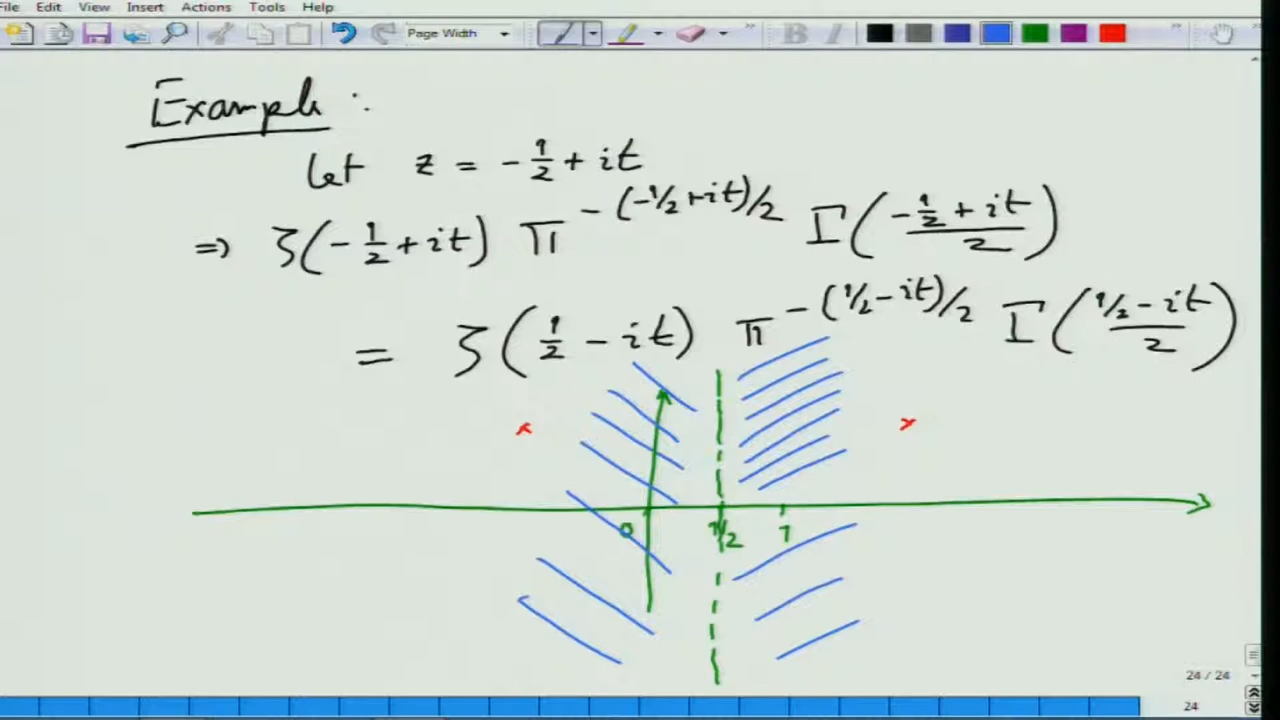 File Edit View Insert Actions Tools Help
Page Width
Example :
let z = -1/2 + it
=> ζ(-1/2 + it) π^{-(-1/2+it)/2} Γ((-1/2 + it)/2)
= ζ(1/2 - it) π^{-(1/2-it)/2} Γ((1/2 - it)/2)
0 1/2 1
24 / 24
24